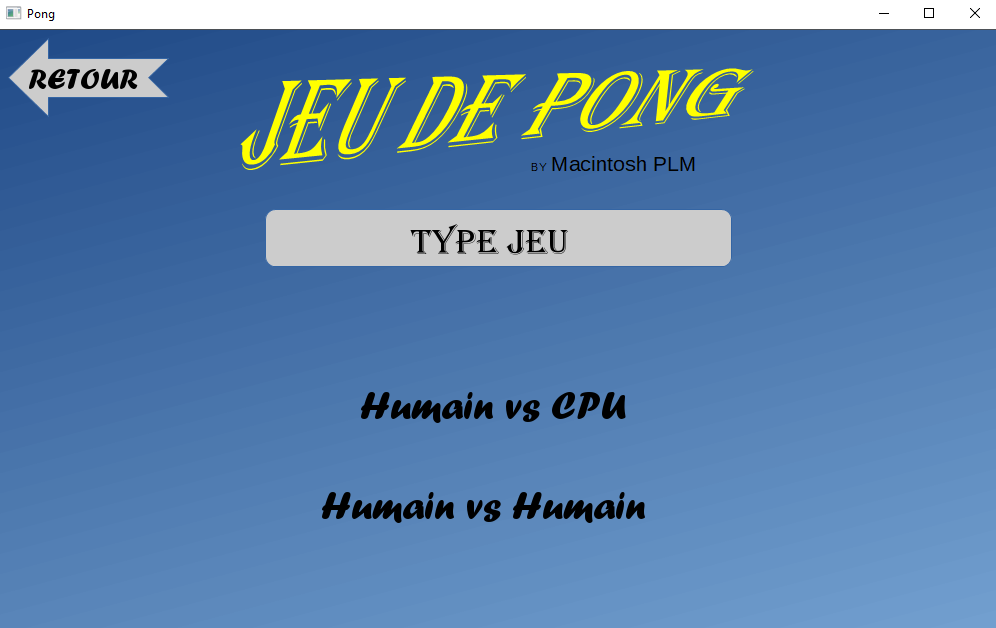 Pong
RETOUR
JEU DE PONG
BY Macintosh PLM
TYPE JEU
Humain vs CPU
Humain vs Humain